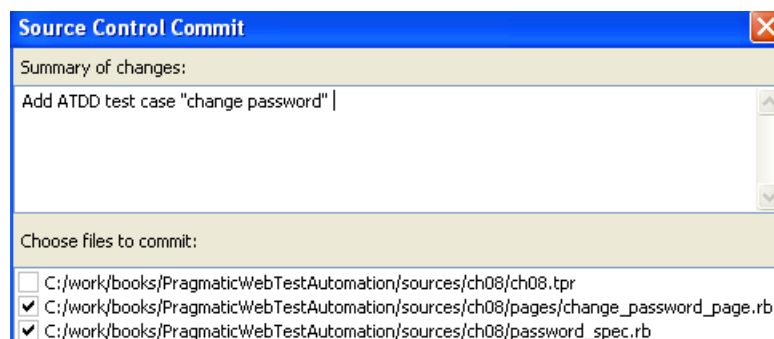 Source Control Commit
Summary of changes:
Add ATDD test case "change password"
Choose files to commit:
C:/work/books/PragmaticWebTestAutomation/sources/ch08/ch08.tpr
C:/work/books/PragmaticWebTestAutomation/sources/ch08/pages/change_password_page.rb
C:/work/books/PragmaticWebTestAutomation/sources/ch08/password_spec.rb